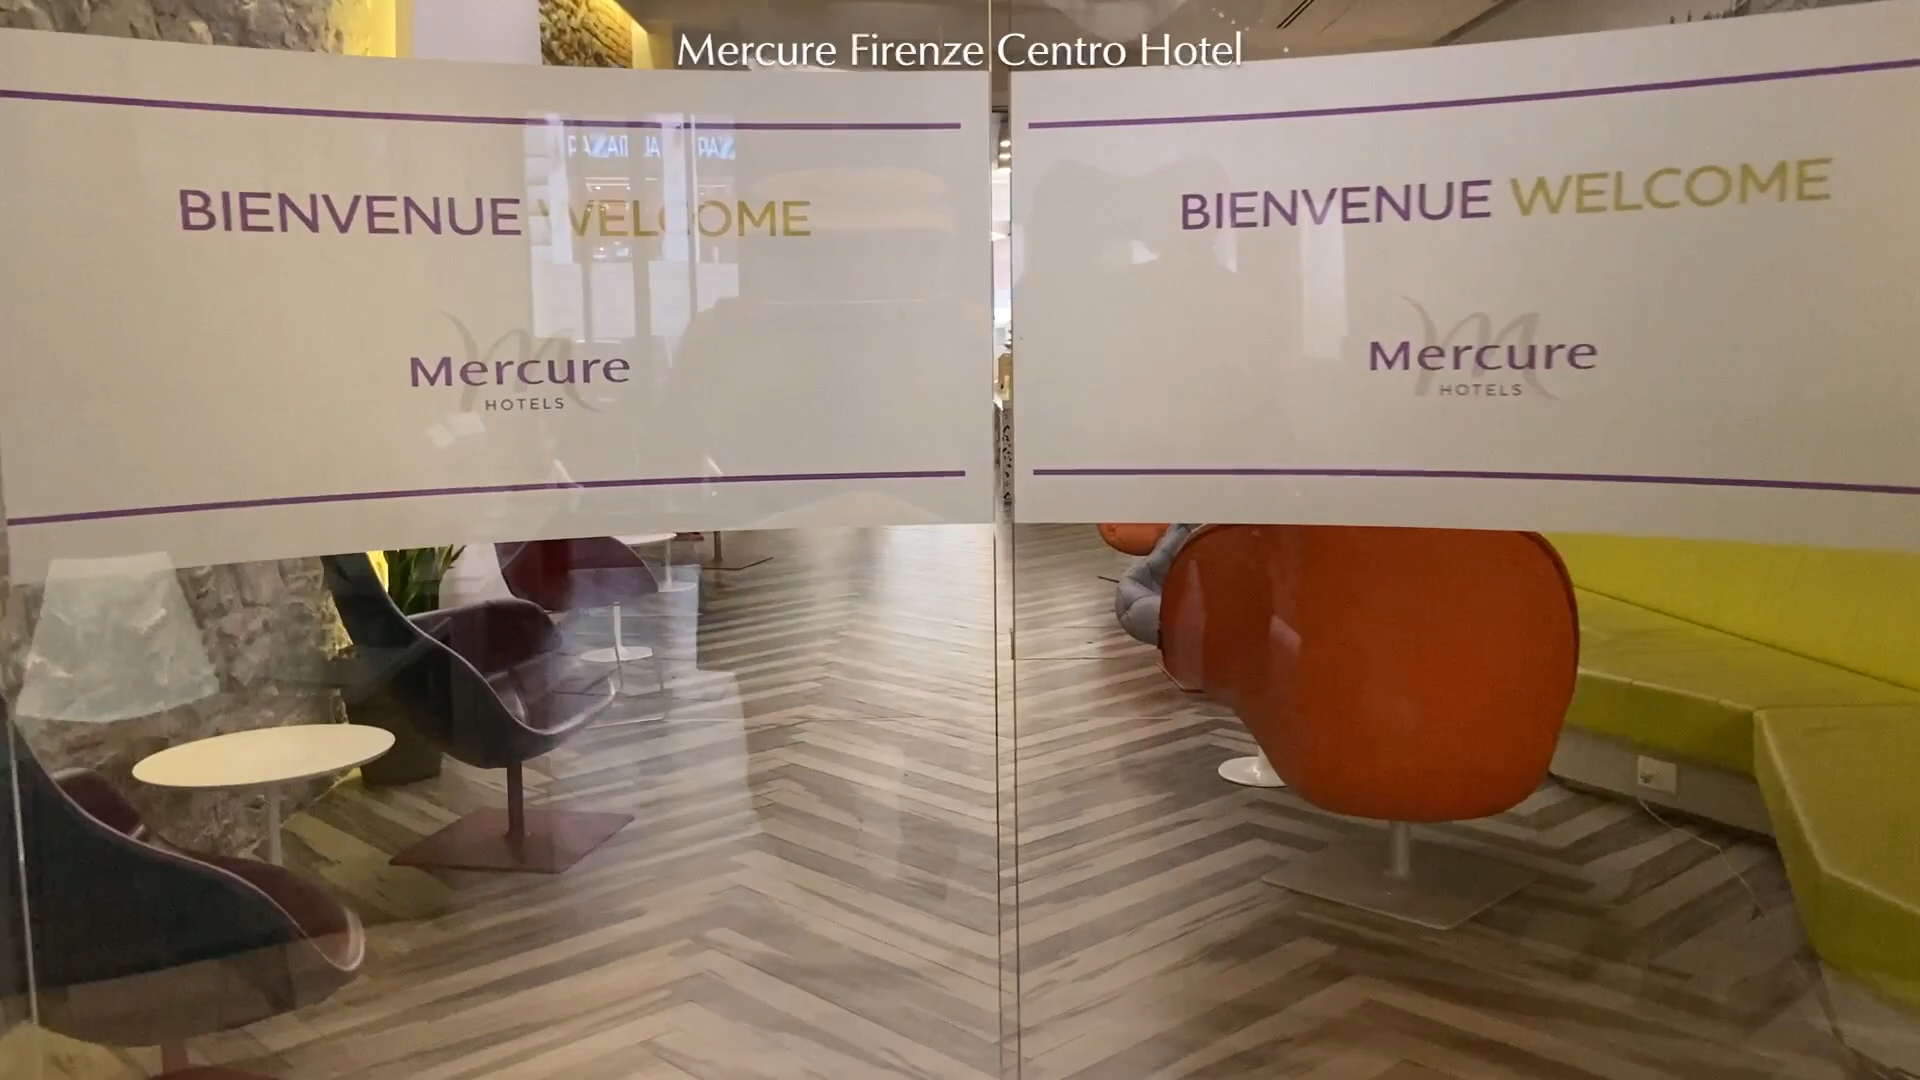 Mercure Firenze Centro Hotel
BIENVENUE WELCOME
Mercure
HOTELS
BIENVENUE WELCOME
Mercure
HOTELS